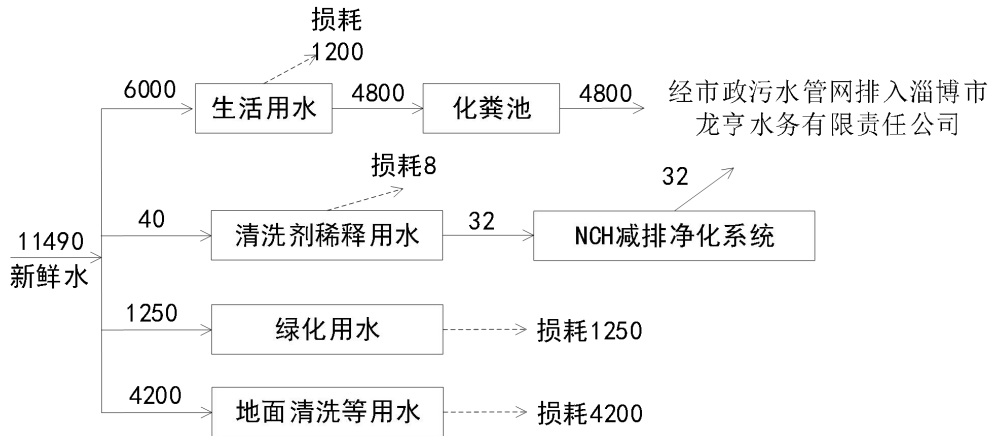 损耗
1200
6000
生活用水
4800
化粪池
4800
经市政污水管网排入淄博市
龙亨水务有限责任公司
损耗8
32
40
清洗剂稀释用水
32
NCH减排净化系统
11490
新鲜水
1250
绿化用水
损耗1250
4200
地面清洗等用水
损耗4200